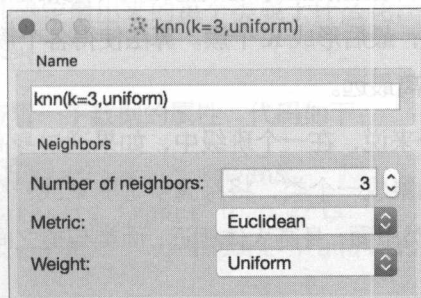 knn(k=3,uniform)
Name
knn(k=3,uniform)
Neighbors
Number of neighbors: 3
Metric: Euclidean
Weight: Uniform